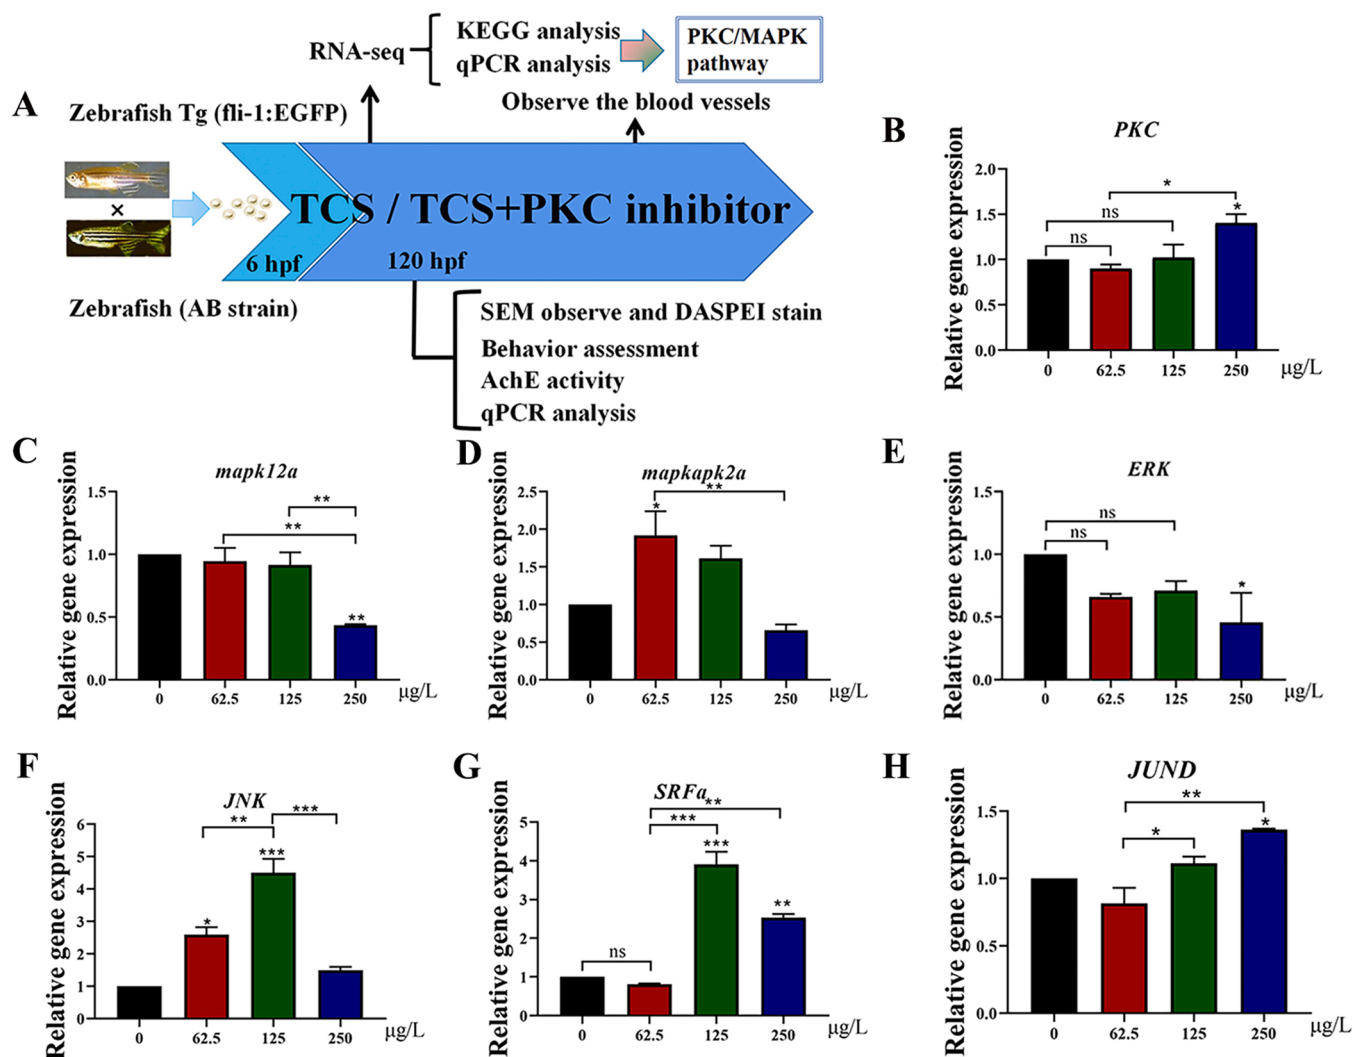 A
Zebrafish Tg (fli-1:EGFP)
×
Zebrafish (AB strain)
RNA-seq
KEGG analysis
qPCR analysis
PKC/MAPK
pathway
Observe the blood vessels
TCS / TCS+PKC inhibitor
6 hpf
120 hpf
SEM observe and DASPEI stain
Behavior assessment
AchE activity
qPCR analysis
B
PKC
Relative gene expression
2.0
1.5
1.0
0.5
0.0
*
ns
ns
*
0 62.5 125 250 μg/L
C
mapk12a
Relative gene expression
1.5
1.0
0.5
0.0
**
**
**
0 62.5 125 250 μg/L
D
mapkapk2a
Relative gene expression
2.5
2.0
1.5
1.0
0.5
0.0
**
*
0 62.5 125 250 μg/L
E
ERK
Relative gene expression
1.5
1.0
0.5
0.0
ns
ns
*
0 62.5 125 250 μg/L
F
JNK
Relative gene expression
6
5
4
3
2
1
0
***
**
***
*
0 62.5 125 250 μg/L
G
SRFa
Relative gene expression
5
4
3
2
1
0
**
***
***
**
ns
0 62.5 125 250 μg/L
H
JUND
Relative gene expression
1.5
1.0
0.5
0.0
**
*
*
0 62.5 125 250 μg/L